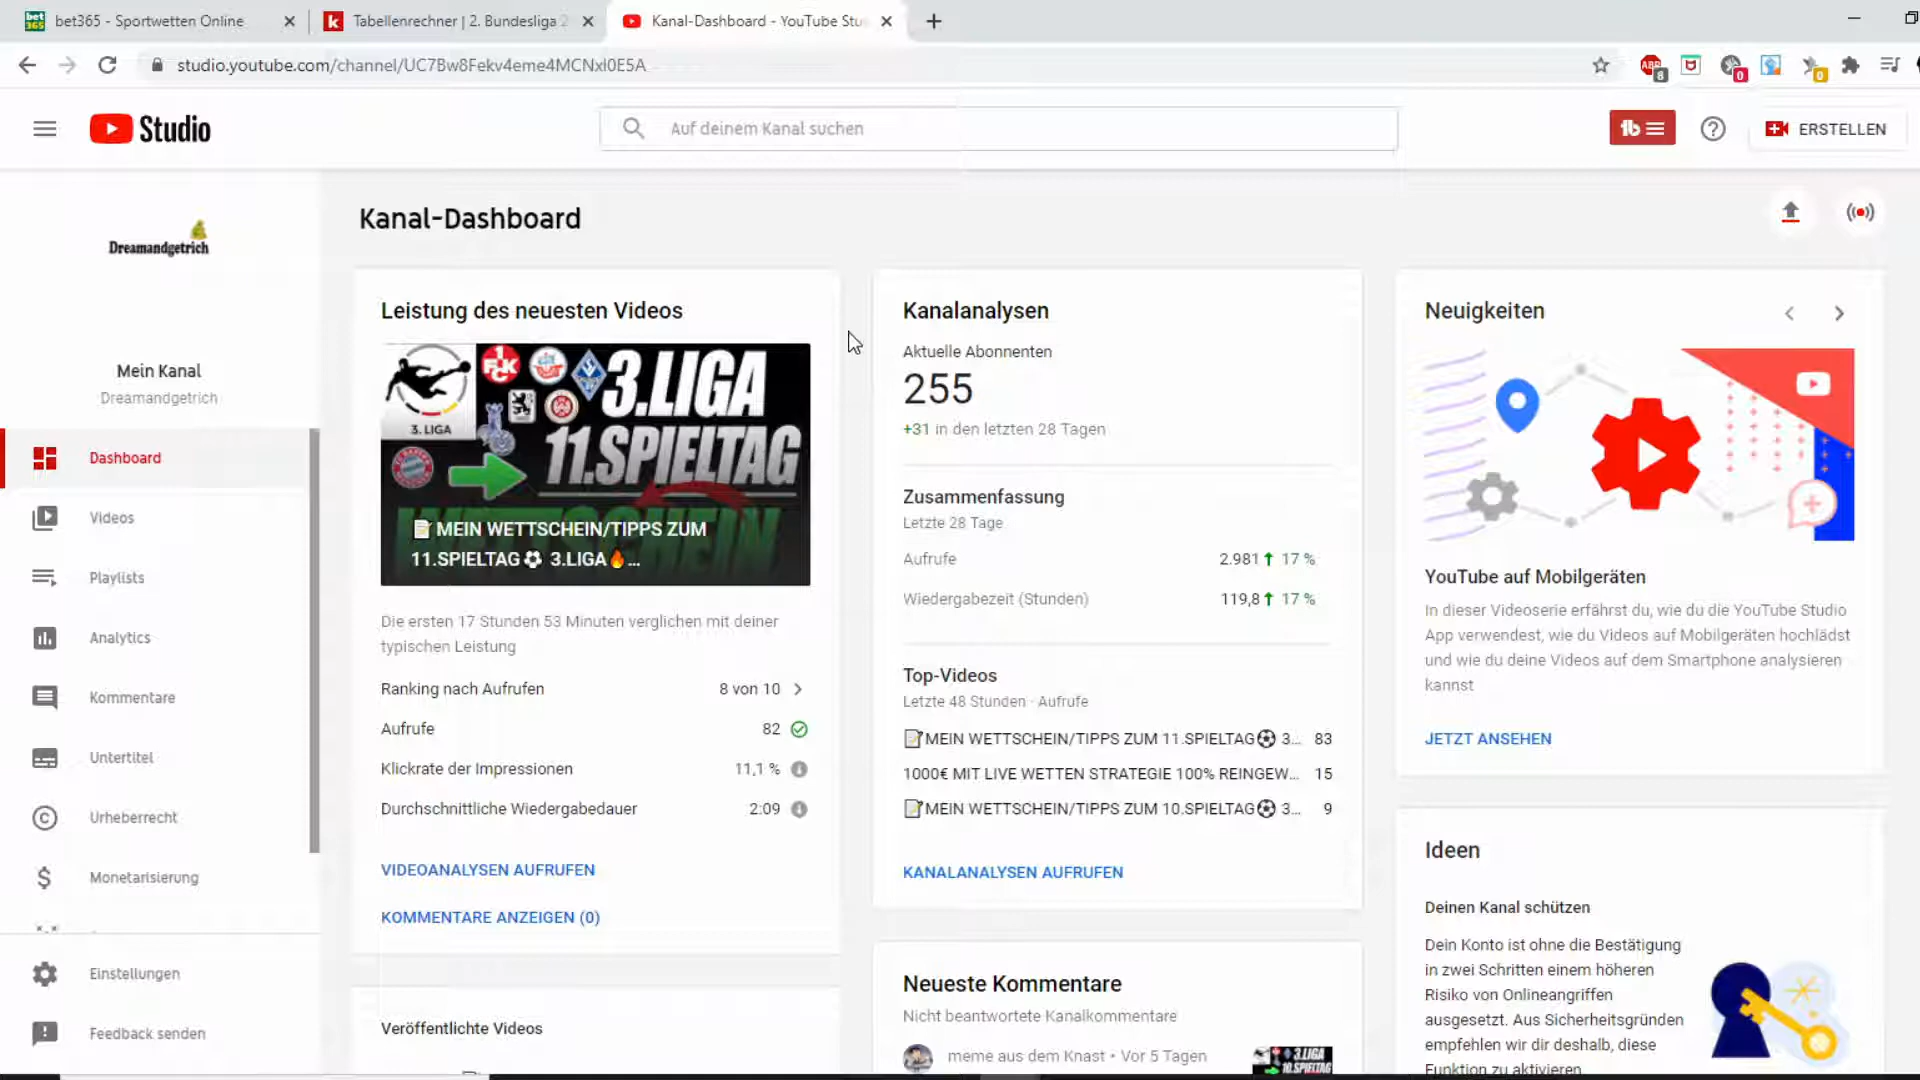 bet365 - Sportwetten Online
Tabellenrechner | 2. Bundesliga 2
Kanal-Dashboard - YouTube Stu
studio.youtube.com/channel/UC7Bw8Fekv4eme4MCNxl0E5A
ABP 8 0 0
Studio
Auf deinem Kanal suchen
ERSTELLEN
Dreamandgetrich
Mein Kanal
Dreamandgetrich
Dashboard
Videos
Playlists
Analytics
Kommentare
Untertitel
Urheberrecht
Monetarisierung
Einstellungen
Feedback senden
Kanal-Dashboard
Leistung des neuesten Videos
3. LIGA
3.LIGA
11.SPIELTAG
WETTSCHEIN
📝 MEIN WETTSCHEIN/TIPPS ZUM
11.SPIELTAG⚽ 3.LIGA🔥...
Die ersten 17 Stunden 53 Minuten verglichen mit deiner
typischen Leistung
Ranking nach Aufrufen 8 von 10
Aufrufe 82
Klickrate der Impressionen 11,1 %
Durchschnittliche Wiedergabedauer 2:09
VIDEOANALYSEN AUFRUFEN
KOMMENTARE ANZEIGEN (0)
Veröffentlichte Videos
Kanalanalysen
Aktuelle Abonnenten
255
+31 in den letzten 28 Tagen
Zusammenfassung
Letzte 28 Tage
Aufrufe 2.981 17 %
Wiedergabezeit (Stunden) 119,8 17 %
Top-Videos
Letzte 48 Stunden · Aufrufe
📝MEIN WETTSCHEIN/TIPPS ZUM 11.SPIELTAG⚽ 3... 83
1000€ MIT LIVE WETTEN STRATEGIE 100% REINGEW... 15
📝MEIN WETTSCHEIN/TIPPS ZUM 10.SPIELTAG⚽ 3... 9
KANALANALYSEN AUFRUFEN
Neueste Kommentare
Nicht beantwortete Kanalkommentare
meme aus dem Knast • Vor 5 Tagen
3.LIGA
10.SPIELTAG
Neuigkeiten
YouTube auf Mobilgeräten
In dieser Videoserie erfährst du, wie du die YouTube Studio
App verwendest, wie du Videos auf Mobilgeräten hochlädst
und wie du deine Videos auf dem Smartphone analysieren
kannst
JETZT ANSEHEN
Ideen
Deinen Kanal schützen
Dein Konto ist ohne die Bestätigung
in zwei Schritten einem höheren
Risiko von Onlineangriffen
ausgesetzt. Aus Sicherheitsgründen
empfehlen wir dir deshalb, diese
Funktion zu aktivieren